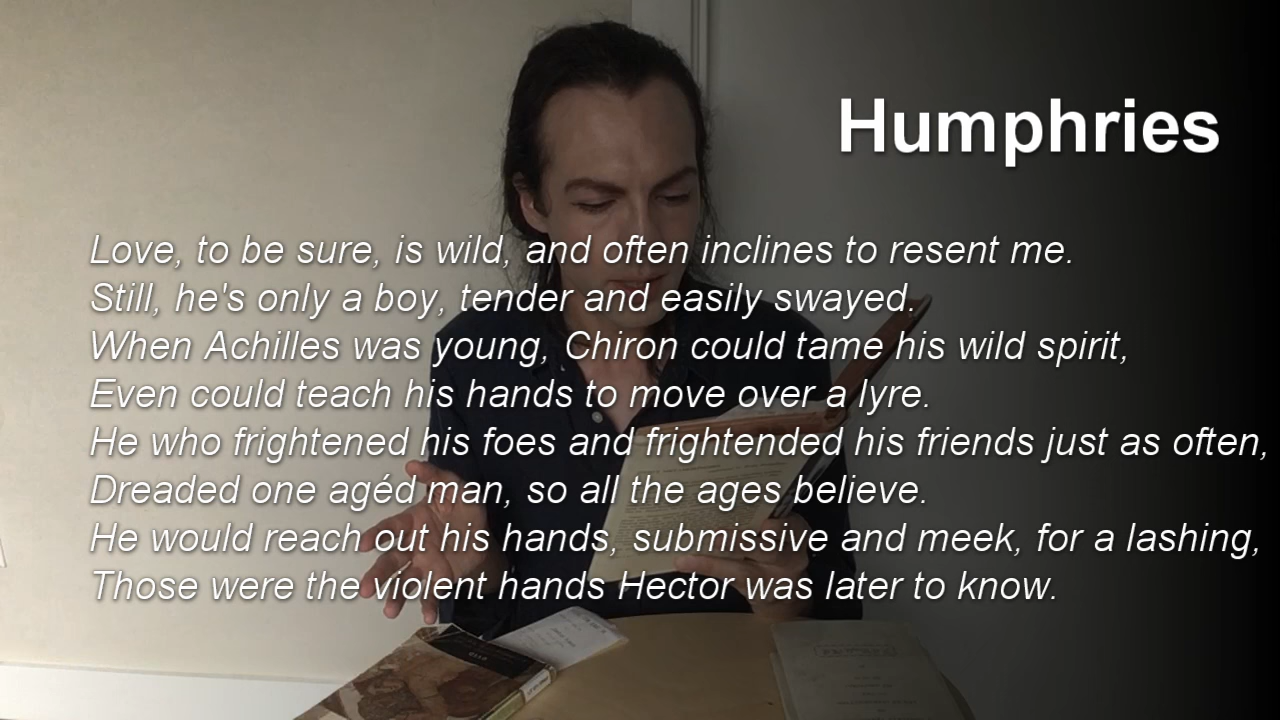 Humphries
Love, to be sure, is wild, and often inclines to resent me.
Still, he's only a boy, tender and easily swayed.
When Achilles was young, Chiron could tame his wild spirit,
Even could teach his hands to move over a lyre.
He who frightened his foes and frightended his friends just as often,
Dreaded one agéd man, so all the ages believe.
He would reach out his hands, submissive and meek, for a lashing,
Those were the violent hands Hector was later to know.